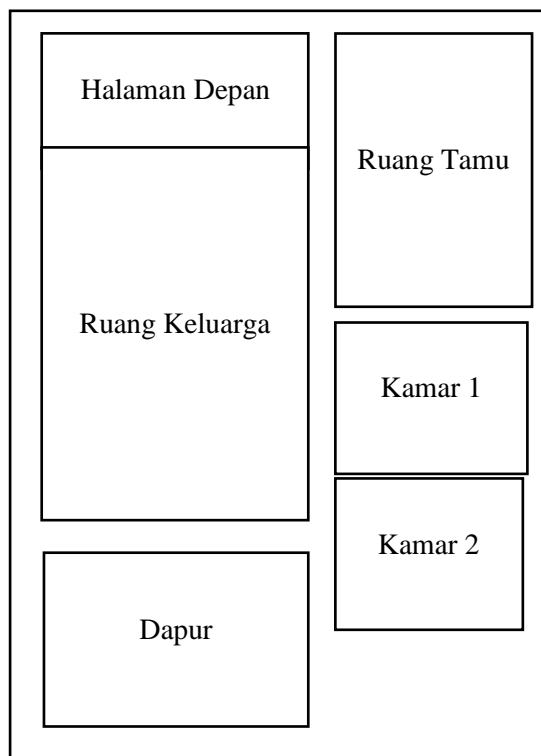 Halaman Depan
Ruang Tamu
Ruang Keluarga
Kamar 1
Kamar 2
Dapur